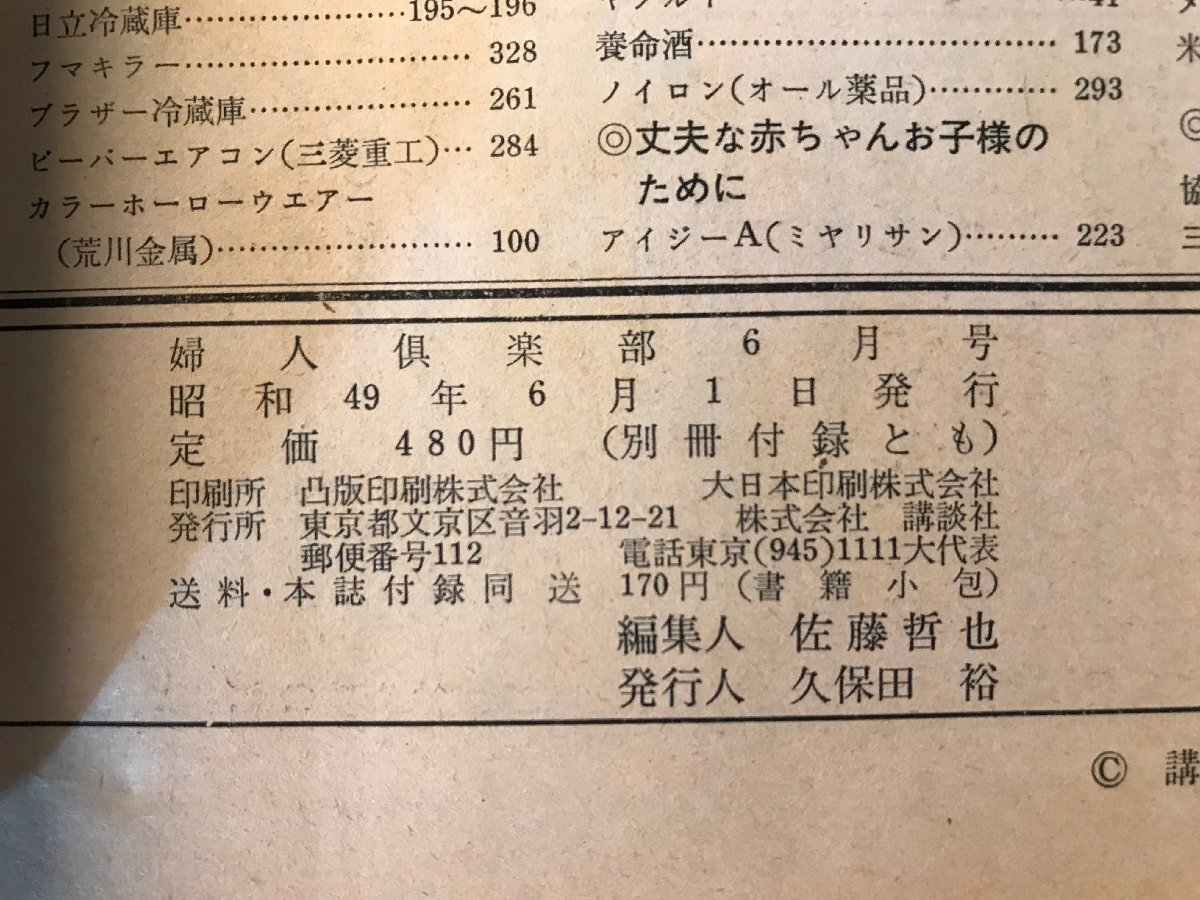 日立冷蔵庫……………………195〜196
フマキラー……………………328
ブラザー冷蔵庫…………………261
ビーバーエアコン(三菱重工)…284
カラーホーローウエアー
(荒川金属)……………………100
養命酒………………………………173
ノイロン(オール薬品)…………293
◎丈夫な赤ちゃんお子様の
ために
アイジーA(ミヤリサン)………223
婦人倶楽部6月号
昭和49年6月1日発行
定価 480円 (別冊付録とも)
印刷所 凸版印刷株式会社 大日本印刷株式会社
発行所 東京都文京区音羽2-12-21 株式会社 講談社
郵便番号112 電話東京(945)1111大代表
送料・本誌付録同送 170円(書籍小包)
編集人 佐藤哲也
発行人 久保田 裕
© 講